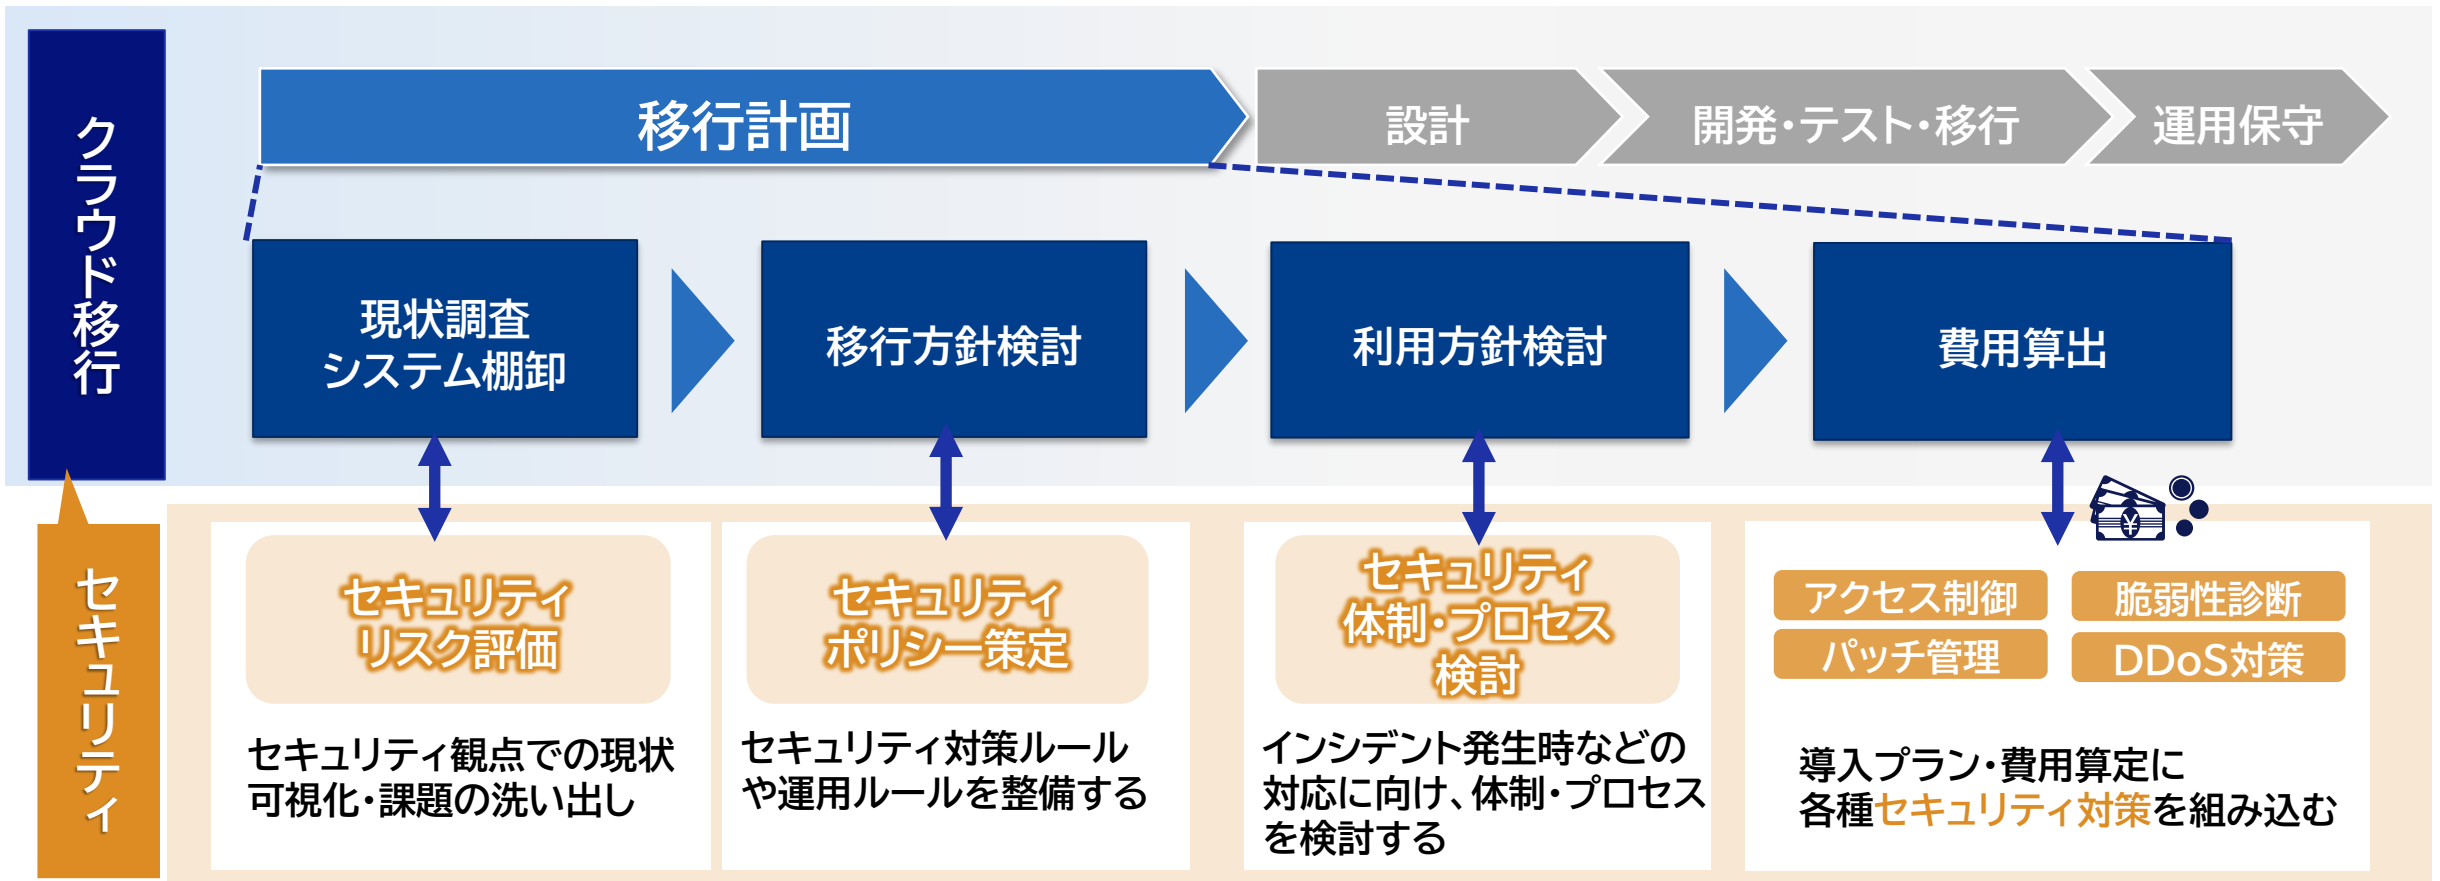 クラウド移行
移行計画
設計
開発・テスト・移行
運用保守
現状調査
システム棚卸
移行方針検討
利用方針検討
費用算出
セキュリティ
セキュリティ
リスク評価
セキュリティ観点での現状
可視化・課題の洗い出し
セキュリティ
ポリシー策定
セキュリティ対策ルール
や運用ルールを整備する
セキュリティ
体制・プロセス
検討
インシデント発生時などの
対応に向け、体制・プロセス
を検討する
¥
アクセス制御
脆弱性診断
パッチ管理
DDoS対策
導入プラン・費用算定に
各種セキュリティ対策を組み込む